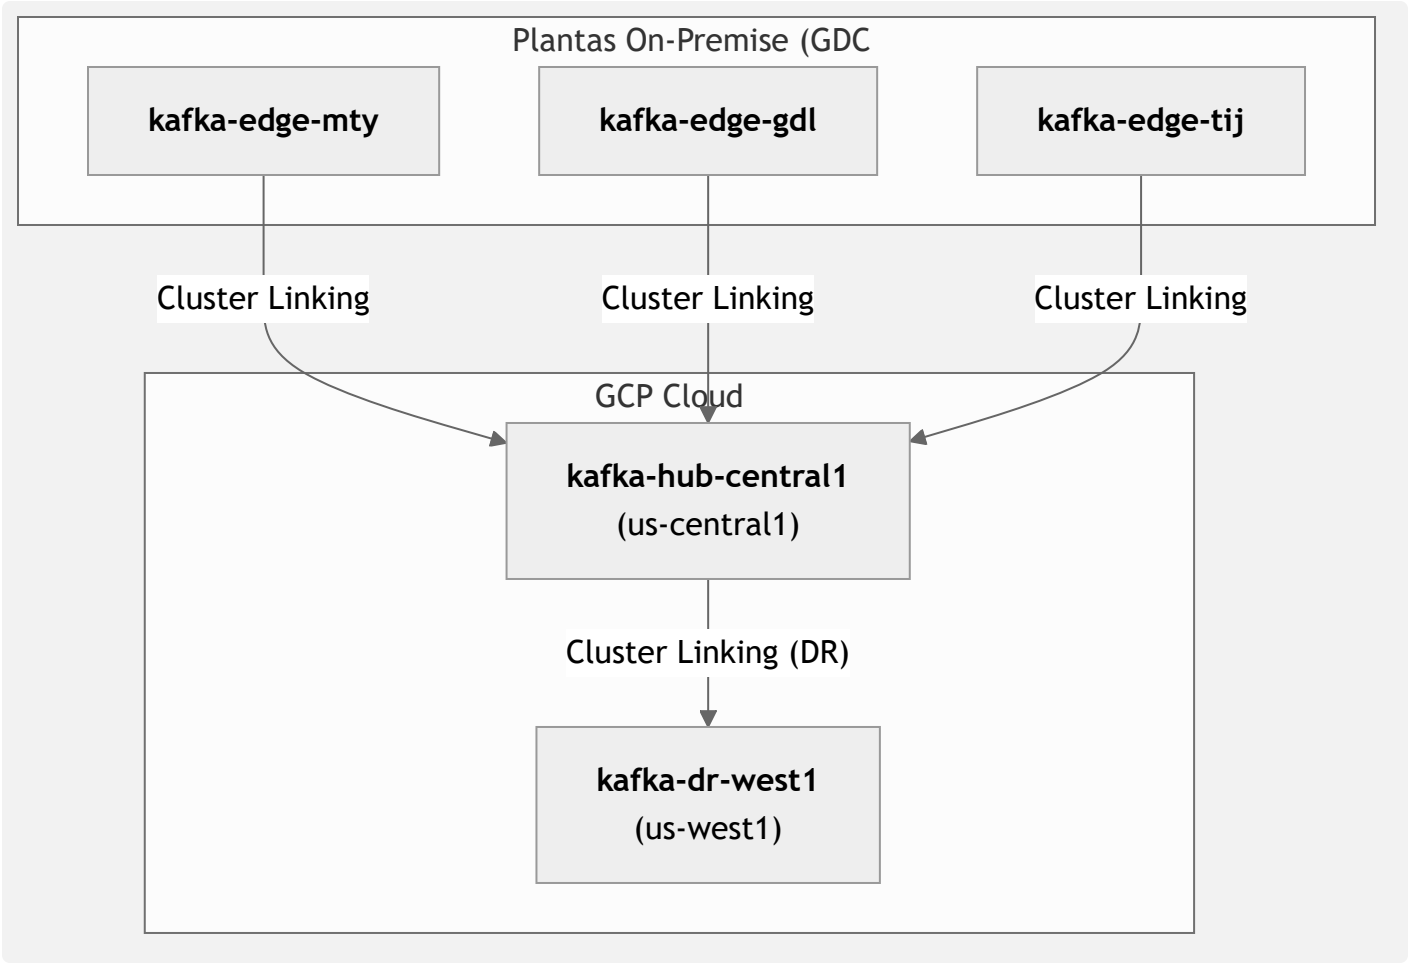 Plantas On-Premise (GDC
kafka-edge-mty
kafka-edge-gdl
kafka-edge-tij
Cluster Linking
Cluster Linking
Cluster Linking
GCP Cloud
kafka-hub-central1
(us-central1)
Cluster Linking (DR)
kafka-dr-west1
(us-west1)